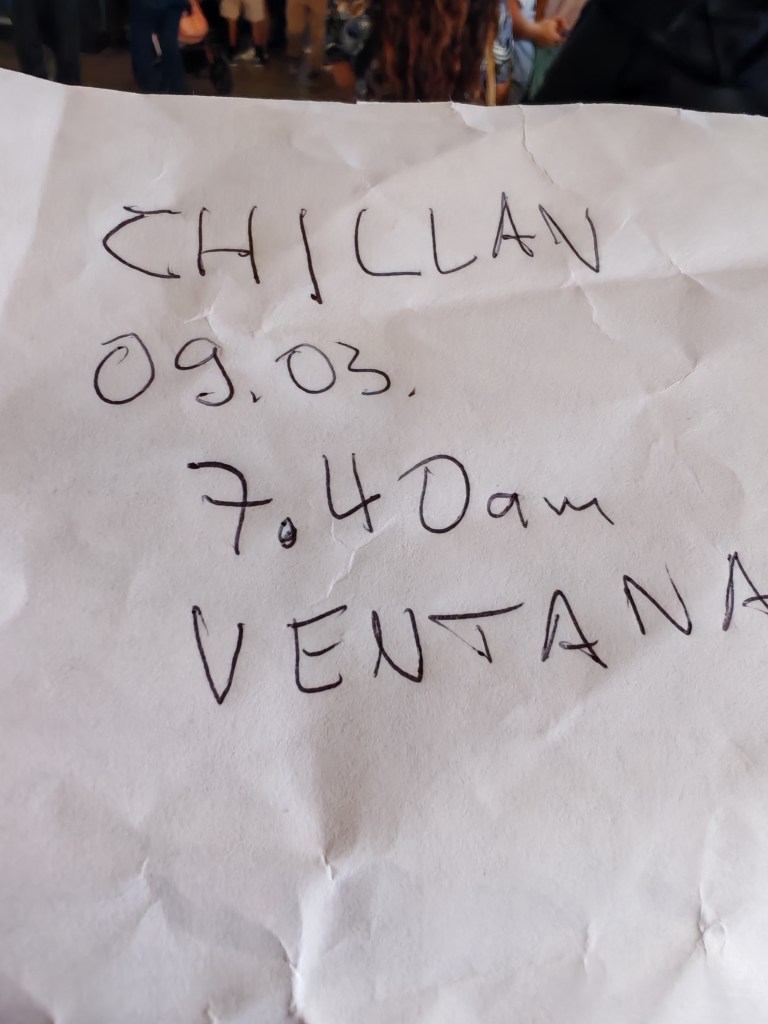 CHILLAN
09.03.
7.40am
VENTANA